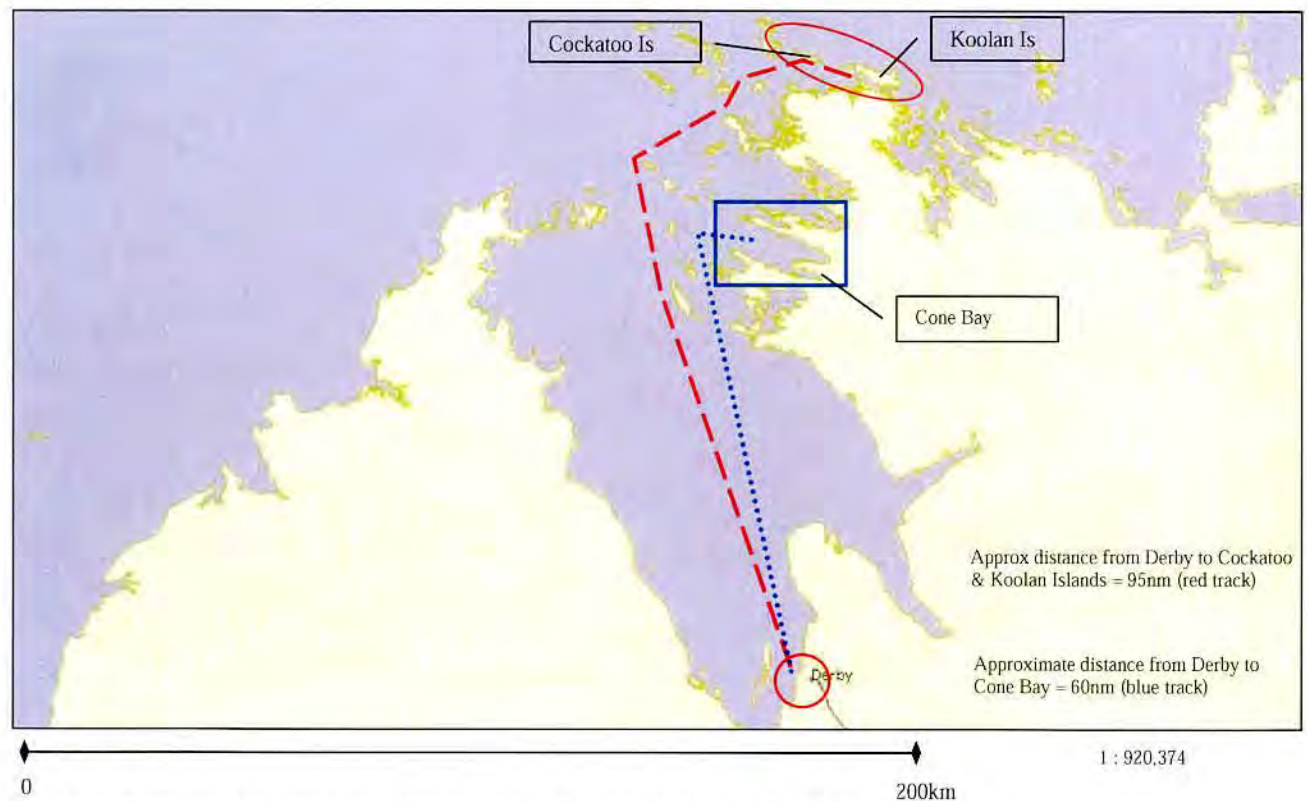 Cockatoo Is
Koolan Is
Cone Bay
Approx distance from Derby to Cockatoo
& Koolan Islands = 95nm (red track)
Approximate distance from Derby to
Cone Bay = 60nm (blue track)
Derby
1 : 920,374
0
200km